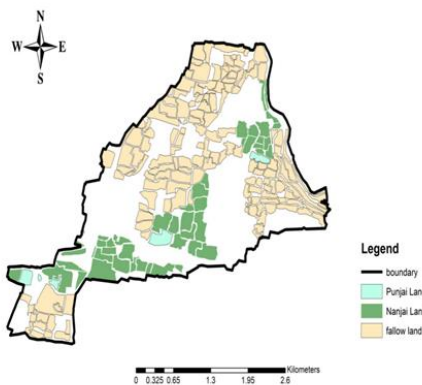 N
W E
S
Legend
boundary
Punjai Lan
Nanjai Lan
fallow land
Kilometers
0 0.325 0.65 1.3 1.95 2.6